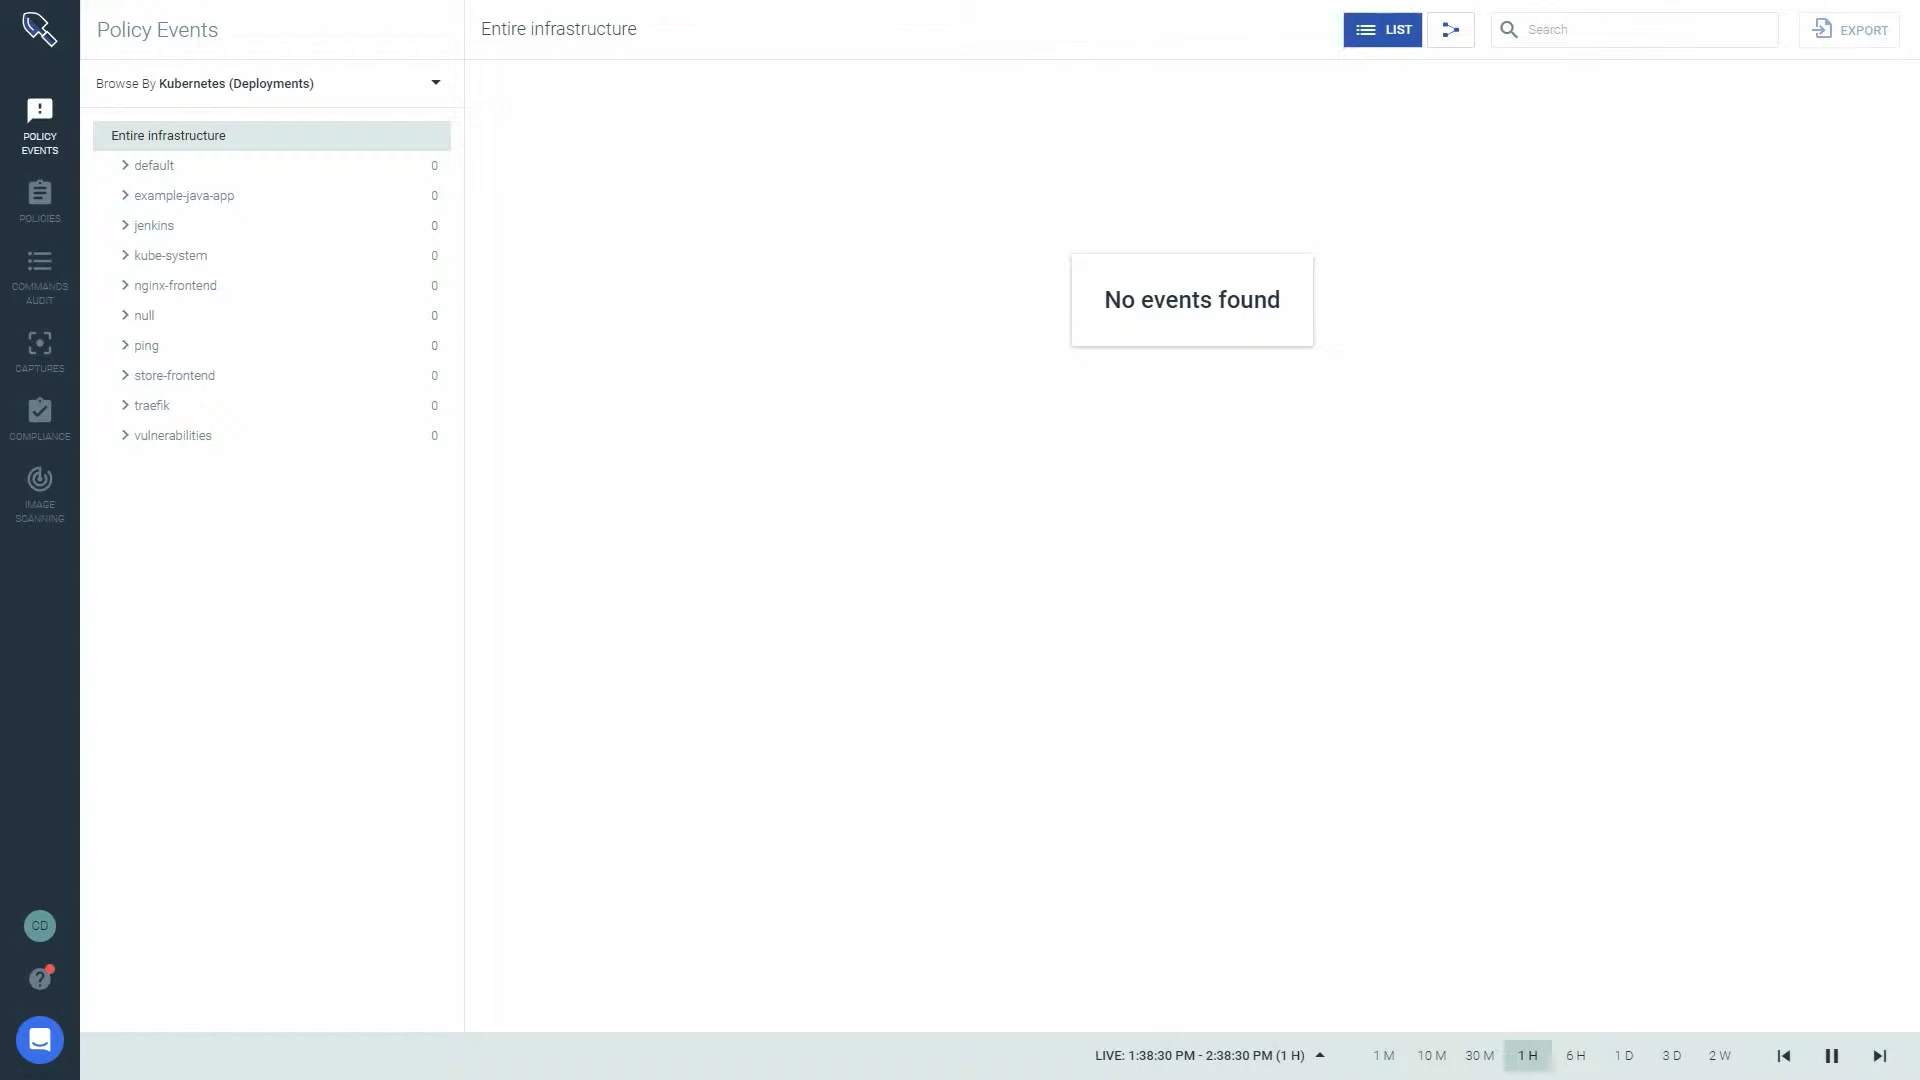 Policy Events
Entire infrastructure
LIST
Search
EXPORT
Browse By Kubernetes (Deployments)
Entire infrastructure
default 0
example-java-app 0
jenkins 0
kube-system 0
nginx-frontend 0
null 0
ping 0
store-frontend 0
traefik 0
vulnerabilities 0
No events found
POLICY
EVENTS
POLICIES
COMMANDS
AUDIT
CAPTURES
COMPLIANCE
IMAGE
SCANNING
CD
LIVE: 1:38:30 PM - 2:38:30 PM (1 H)
1 M 10 M 30 M 1 H 6 H 1 D 3 D 2 W